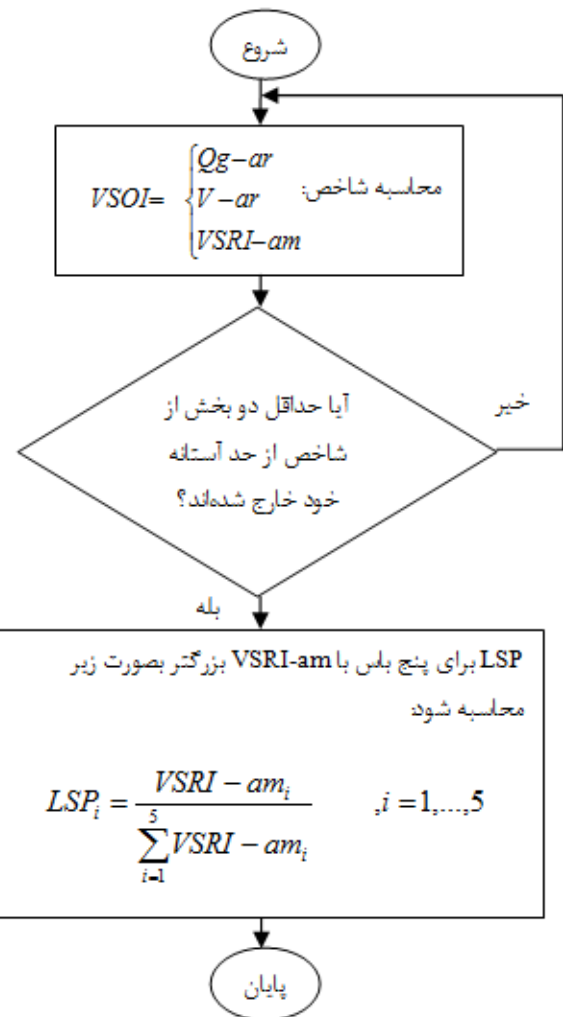 شروع
محاسبه شاخص:
VSOI= { Qg–ar
V–ar
VSRI–am
آیا حداقل دو بخش از
شاخص از حد آستانه
خود خارج شده‌اند؟
خیر
بله
LSP برای پنج باس با VSRI-am بزرگتر بصورت زیر
محاسبه شود:
LSP_i = (VSRI – am_i) / (∑_{i=1}^{5} VSRI – am_i) ,i =1,...,5
پایان